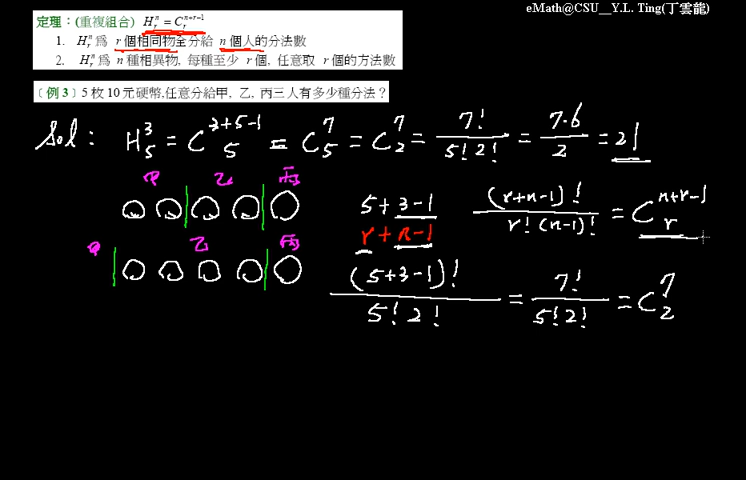 eMath@CSU__Y.L. Ting(丁雲龍)
定理：(重複組合) H^n_r = C^{n+r-1}_r
1. H^n_r 為 r 個相同物全分給 n 個人的分法數
2. H^n_r 為 n 種相異物, 每種至少 r 個, 任意取 r 個的方法數
〔例 3〕5 枚 10 元硬幣,任意分給甲, 乙, 丙三人有多少種分法？
Sol : H^3_5 = C^{3+5-1}_5 = C^7_5 = C^7_2 = 7!/5!2! = 7·6/2 = 21
甲 乙 丙
5+3-1 (r+n-1)!/r!(n-1)! = C^{n+r-1}_r
r+n-1
甲 乙 丙
(5+3-1)!/5!2! = 7!/5!2! = C^7_2